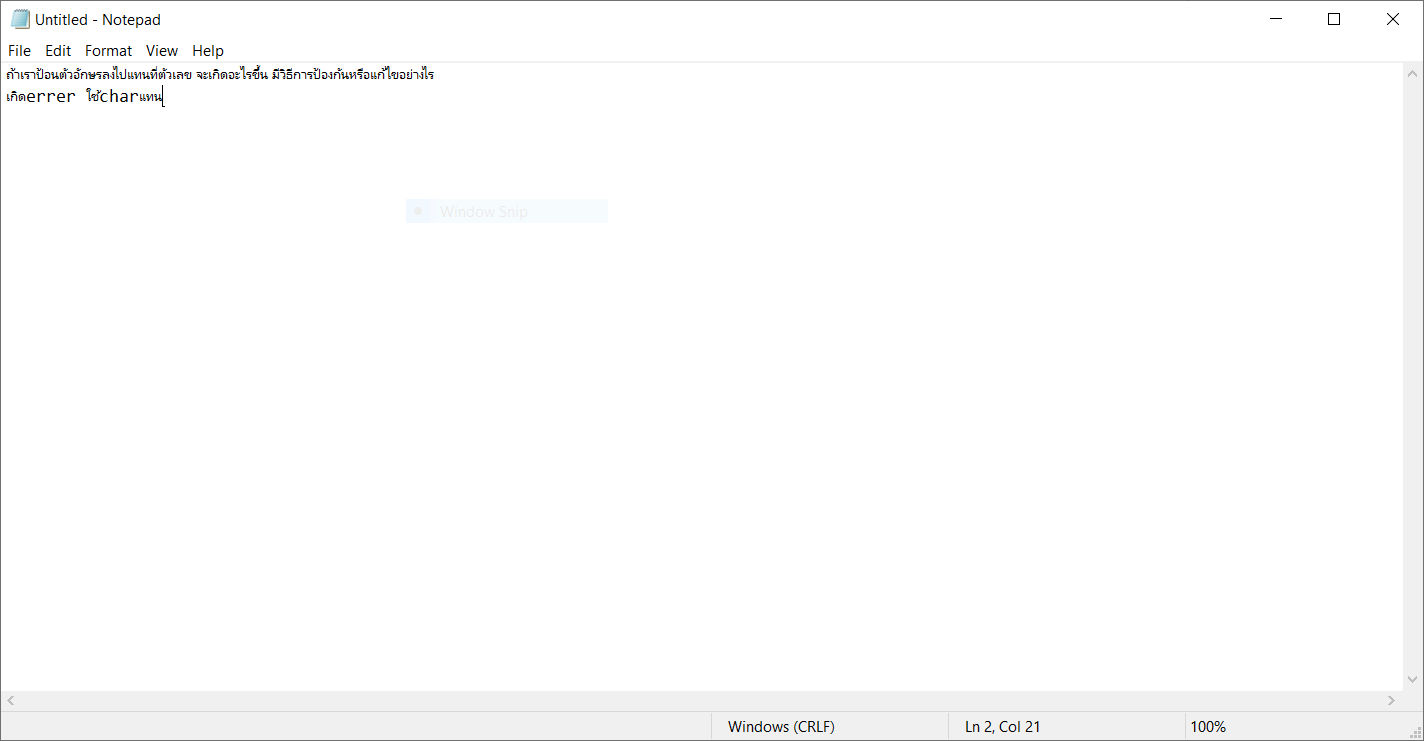 Untitled - Notepad
File Edit Format View Help
ถ้าเราป้อนตัวอักษรลงไปแทนที่ตัวเลข จะเกิดอะไรขึ้น มีวิธีการป้องกันหรือแก้ไขอย่างไร
เกิดerrer ใช้charแทน
Window Snip
Windows (CRLF) Ln 2, Col 21 100%